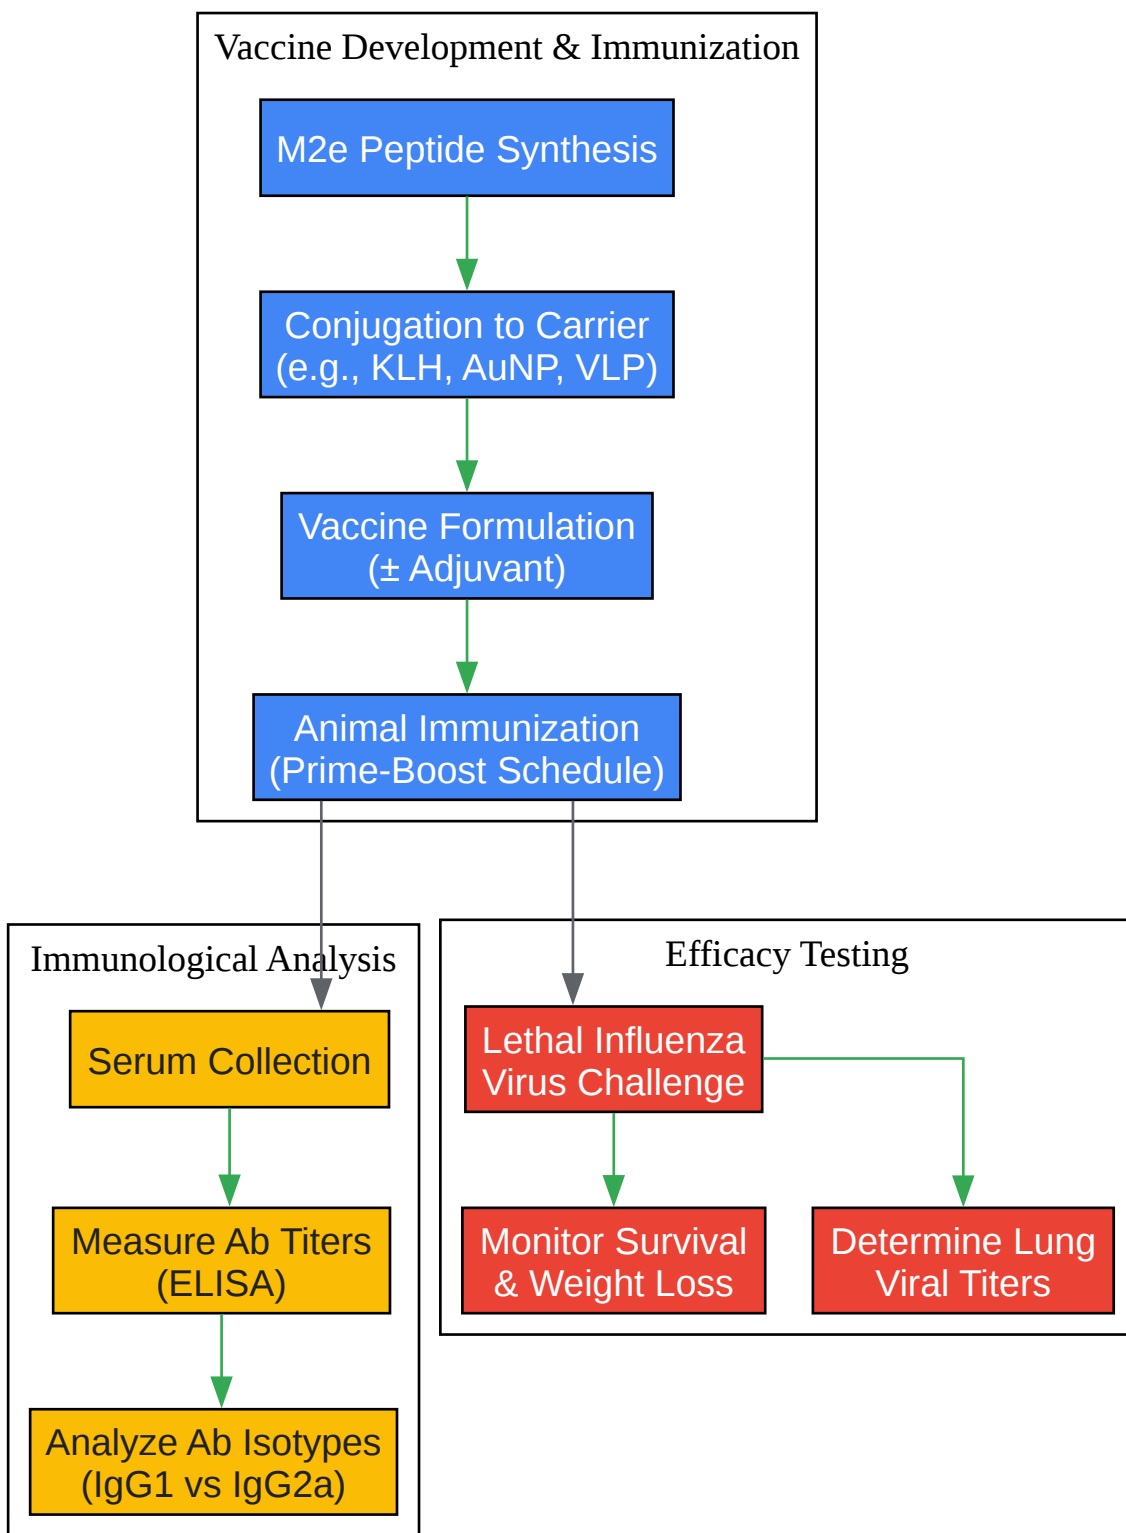 Vaccine Development & Immunization
M2e Peptide Synthesis
Conjugation to Carrier
(e.g., KLH, AuNP, VLP)
Vaccine Formulation
(± Adjuvant)
Animal Immunization
(Prime-Boost Schedule)
Immunological Analysis
Serum Collection
Measure Ab Titers
(ELISA)
Analyze Ab Isotypes
(IgG1 vs IgG2a)
Efficacy Testing
Lethal Influenza
Virus Challenge
Monitor Survival
& Weight Loss
Determine Lung
Viral Titers